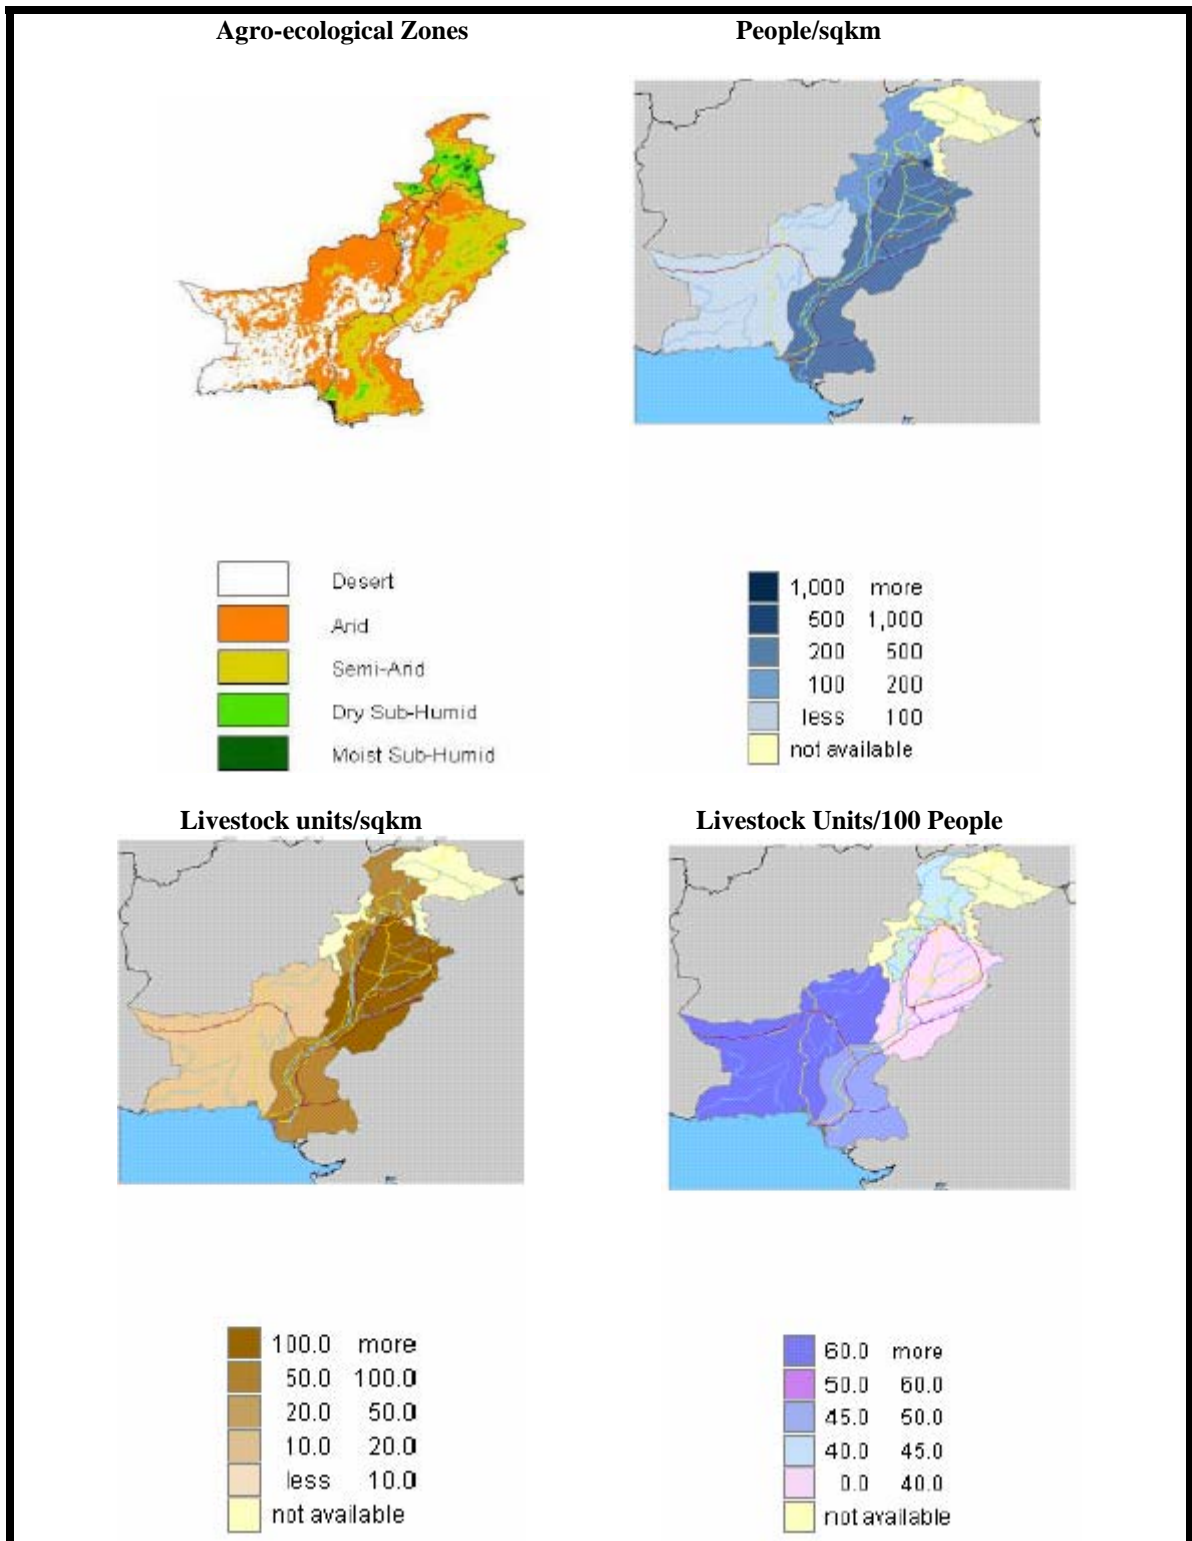 Agro-ecological Zones
People/sqkm
Desert
Arid
Semi-Arid
Dry Sub-Humid
Moist Sub-Humid
1,000 more
500 1,000
200 500
100 200
less 100
not available
Livestock units/sqkm
Livestock Units/100 People
100.0 more
50.0 100.0
20.0 50.0
10.0 20.0
less 10.0
not available
60.0 more
50.0 60.0
45.0 50.0
40.0 45.0
0.0 40.0
not available